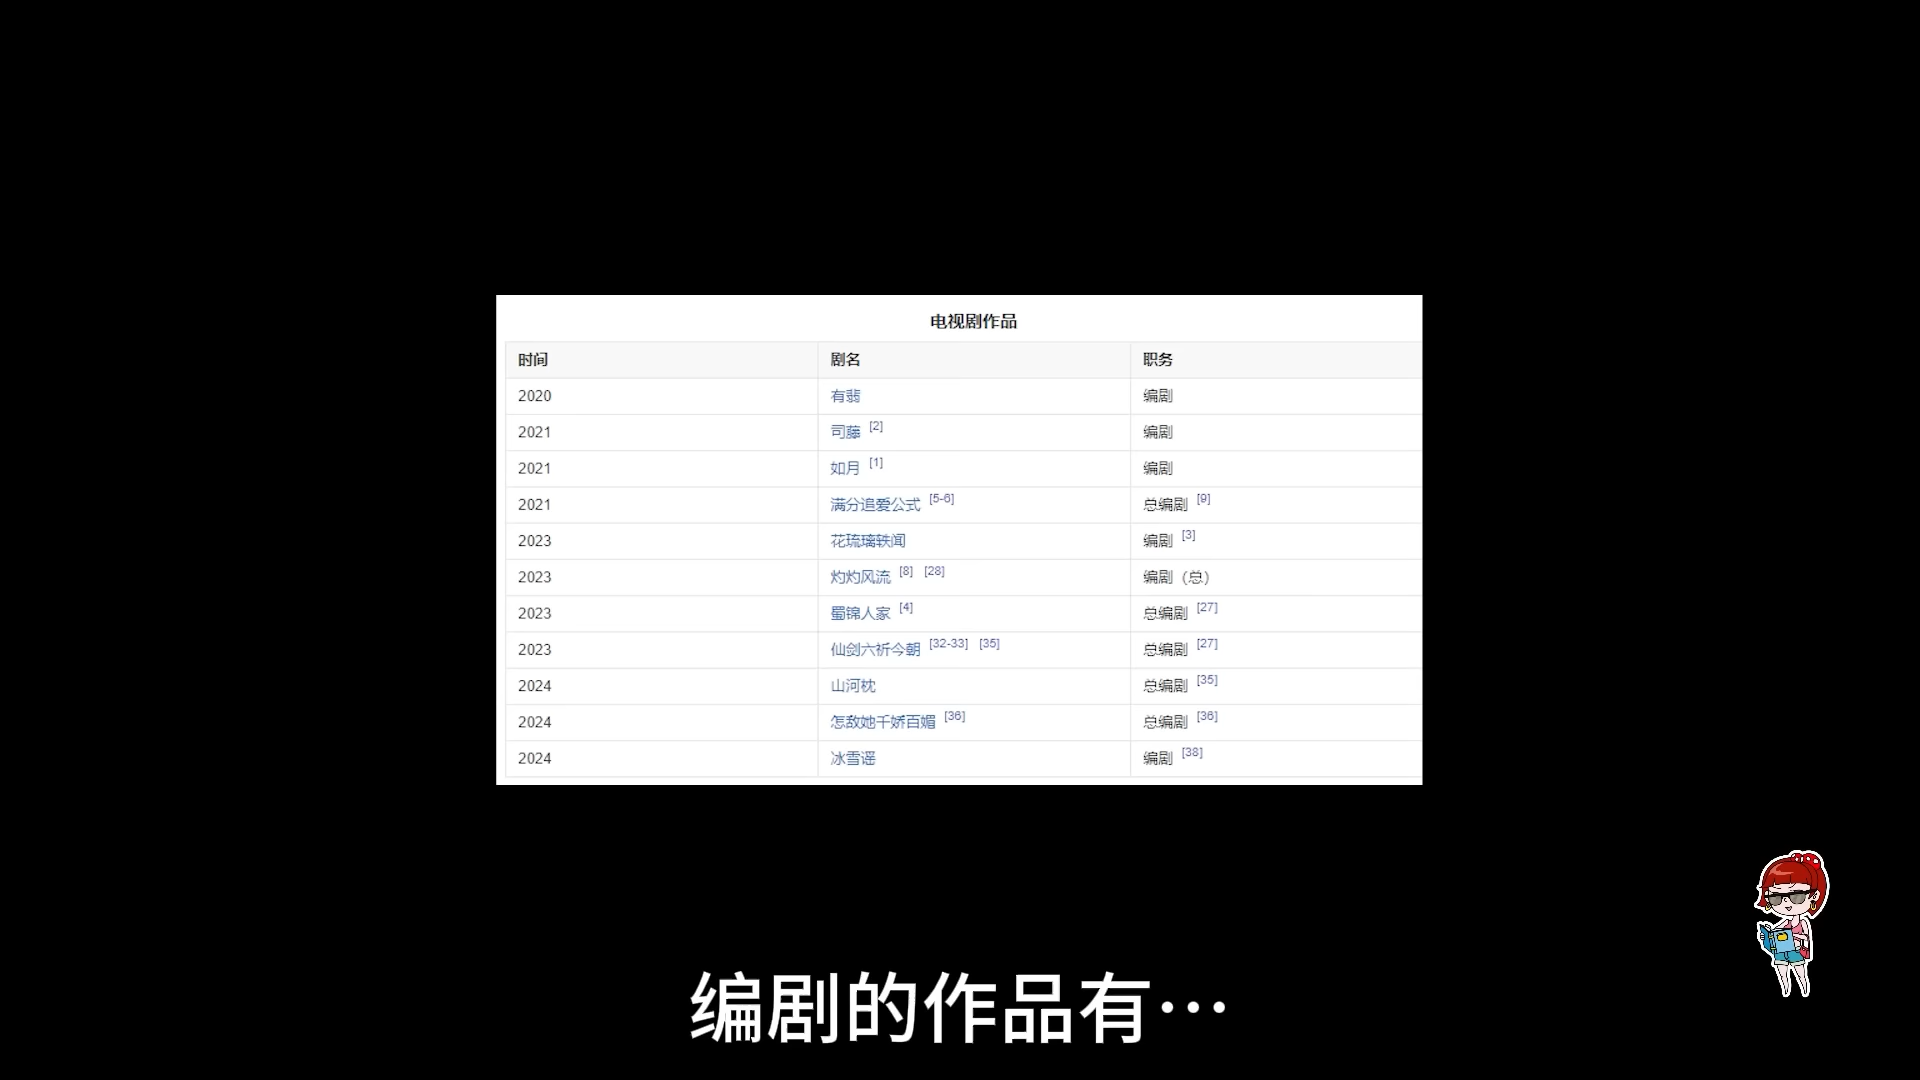 电视剧作品
时间 剧名 职务
2020 有翡 编剧
2021 司藤 [2] 编剧
2021 如月 [1] 编剧
2021 满分追爱公式 [5-6] 总编剧 [9]
2023 花琉璃轶闻 编剧 [3]
2023 灼灼风流 [8] [28] 编剧（总）
2023 蜀锦人家 [4] 总编剧 [27]
2023 仙剑六祈今朝 [32-33] [35] 总编剧 [27]
2024 山河枕 总编剧 [35]
2024 怎敌她千娇百媚 [36] 总编剧 [36]
2024 冰雪谣 编剧 [38]
编剧的作品有…